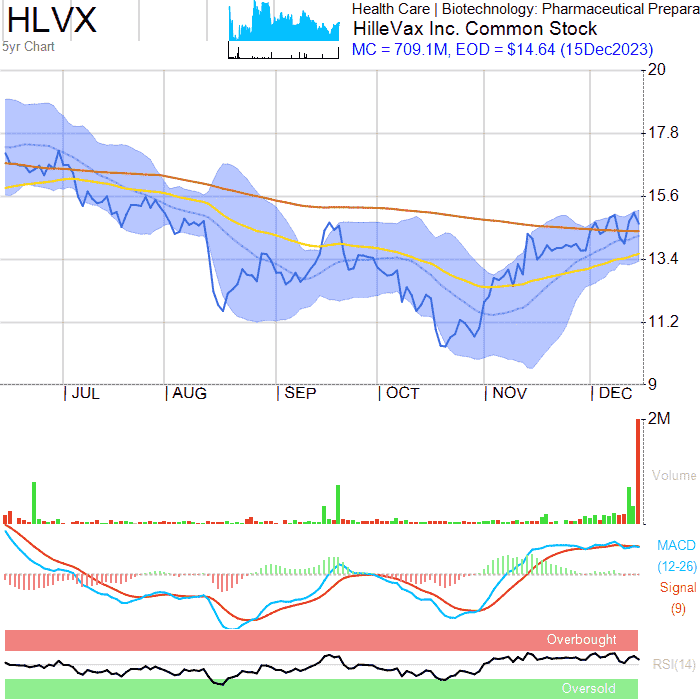 HLVX
5yr Chart
Health Care | Biotechnology: Pharmaceutical Prepara
HilleVax Inc. Common Stock
MC = 709.1M, EOD = $14.64 (15Dec2023)
20
17.8
15.6
13.4
11.2
9
JUL AUG SEP OCT NOV DEC
2M
Volume
MACD
(12-26)
Signal
(9)
Overbought
RSI(14)
Oversold